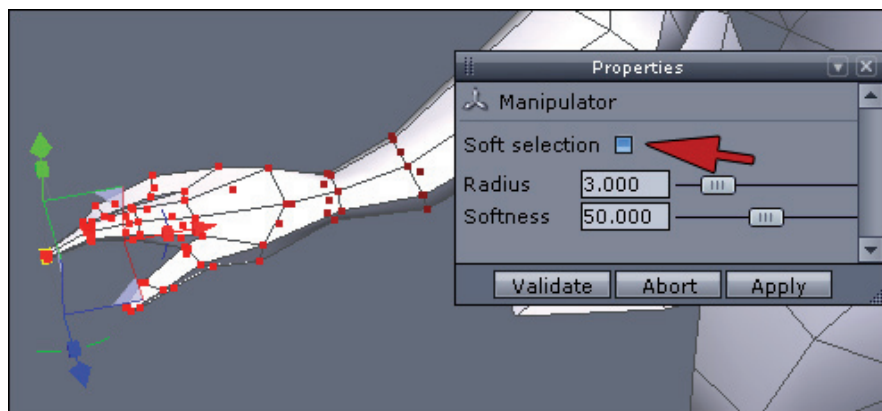 Properties
Manipulator
Soft selection
Radius 3.000
Softness 50.000
Validate Abort Apply